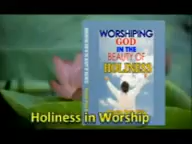 WORSHIPING
GOD
IN THE
BEAUTY OF
HOLINESS
Holiness in Worship